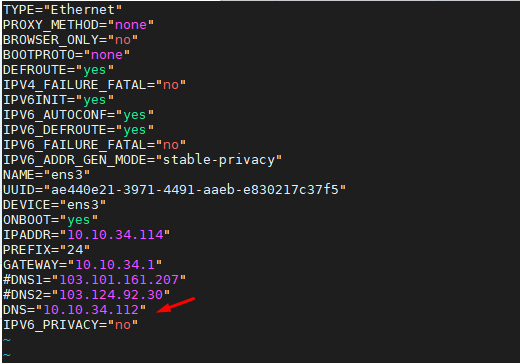 TYPE="Ethernet"
PROXY_METHOD="none"
BROWSER_ONLY="no"
BOOTPROTO="none"
DEFROUTE="yes"
IPV4_FAILURE_FATAL="no"
IPV6INIT="yes"
IPV6_AUTOCONF="yes"
IPV6_DEFROUTE="yes"
IPV6_FAILURE_FATAL="no"
IPV6_ADDR_GEN_MODE="stable-privacy"
NAME="ens3"
UUID="ae440e21-3971-4491-aaeb-e830217c37f5"
DEVICE="ens3"
ONBOOT="yes"
IPADDR="10.10.34.114"
PREFIX="24"
GATEWAY="10.10.34.1"
#DNS1="103.101.161.207"
#DNS2="103.124.92.30"
DNS="10.10.34.112"
IPV6_PRIVACY="no"
~
~